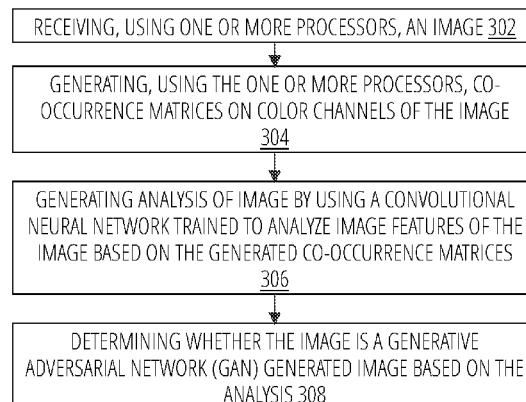 RECEIVING, USING ONE OR MORE PROCESSORS, AN IMAGE 302
GENERATING, USING THE ONE OR MORE PROCESSORS, CO-
OCCURRENCE MATRICES ON COLOR CHANNELS OF THE IMAGE
304
GENERATING ANALYSIS OF IMAGE BY USING A CONVOLUTIONAL
NEURAL NETWORK TRAINED TO ANALYZE IMAGE FEATURES OF THE
IMAGE BASED ON THE GENERATED CO-OCCURRENCE MATRICES
306
DETERMINING WHETHER THE IMAGE IS A GENERATIVE
ADVERSARIAL NETWORK (GAN) GENERATED IMAGE BASED ON THE
ANALYSIS 308